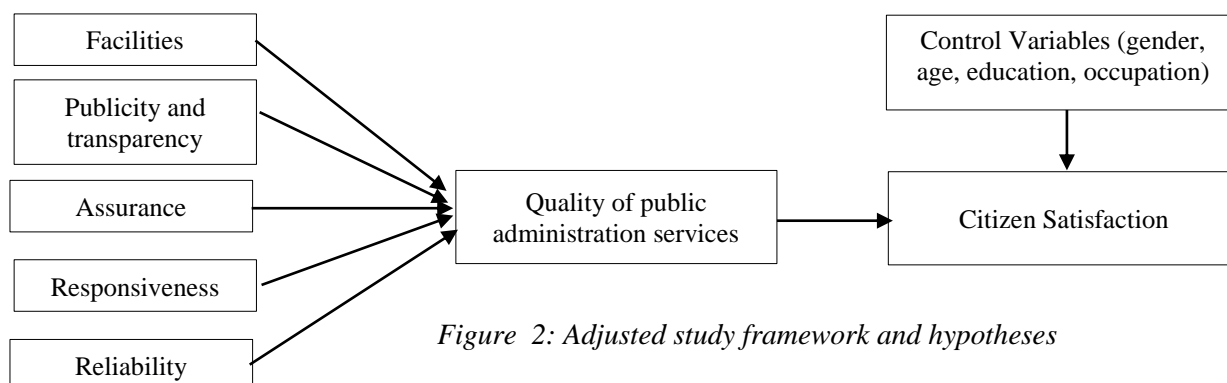 Facilities
Publicity and
transparency
Assurance
Responsiveness
Reliability
Quality of public
administration services
Control Variables (gender,
age, education, occupation)
Citizen Satisfaction
Figure 2: Adjusted study framework and hypotheses